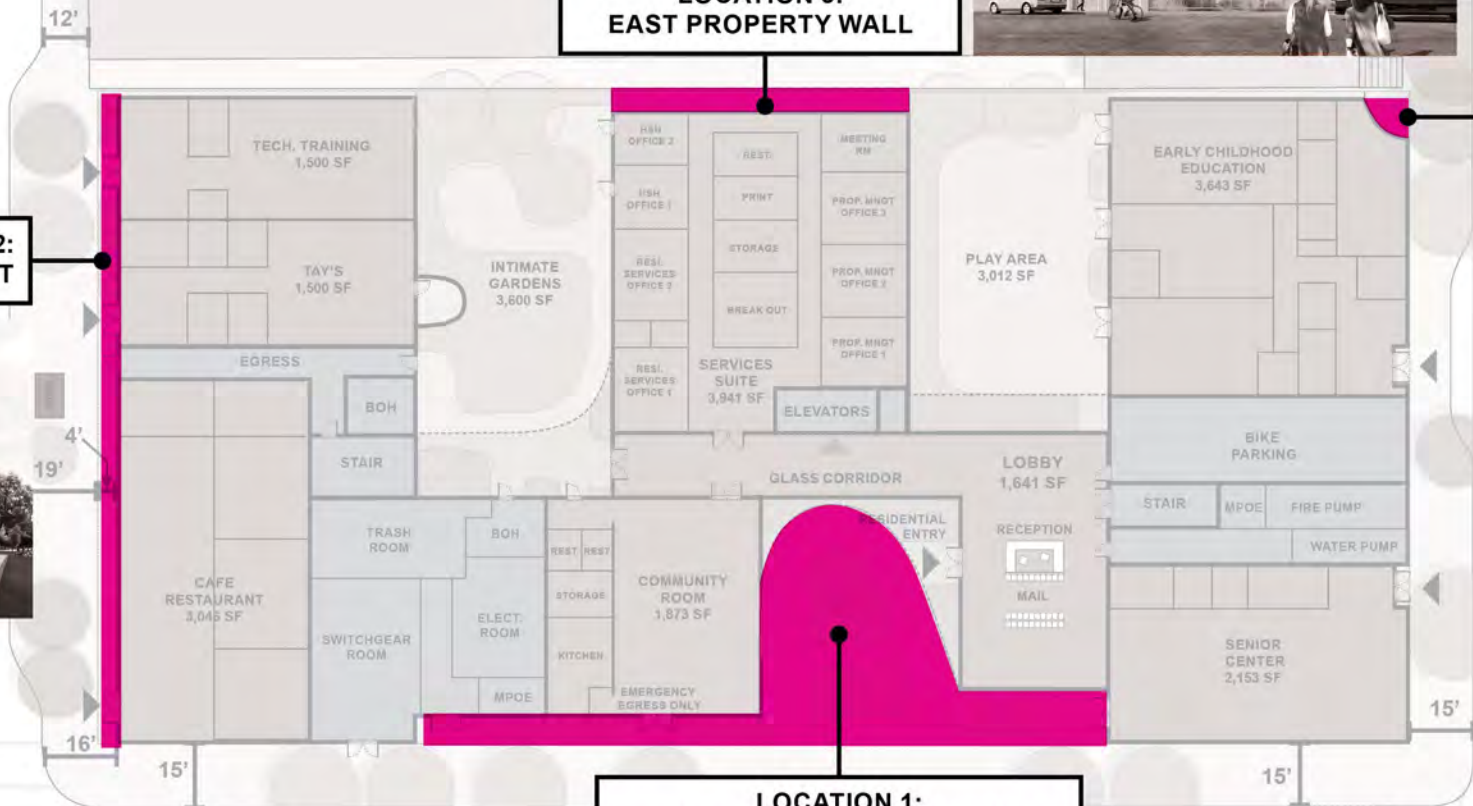 12'
EAST PROPERTY WALL
TECH. TRAINING
1,500 SF
HSH
OFFICE 2
REST.
MEETING
RM
EARLY CHILDHOOD
EDUCATION
3,643 SF
HSH
OFFICE 1
PRINT
PROP. MNGT
OFFICE 3
2:
T
TAY'S
1,500 SF
INTIMATE
GARDENS
3,600 SF
RESI.
SERVICES
OFFICE 2
STORAGE
PROP. MNGT
OFFICE 2
PLAY AREA
3,012 SF
BREAK OUT
EGRESS
RESI.
SERVICES
OFFICE 1
SERVICES
SUITE
3,941 SF
PROP. MNGT
OFFICE 1
BOH
ELEVATORS
4'
19'
STAIR
GLASS CORRIDOR
LOBBY
1,641 SF
BIKE
PARKING
TRASH
ROOM
BOH
RESIDENTIAL
ENTRY
RECEPTION
STAIR
MPOE
FIRE PUMP
REST
REST
WATER PUMP
CAFE
RESTAURANT
3,045 SF
STORAGE
COMMUNITY
ROOM
1,873 SF
MAIL
SWITCHGEAR
ROOM
ELECT.
ROOM
KITCHEN
SENIOR
CENTER
2,153 SF
MPOE
EMERGENCY
EGRESS ONLY
16'
15'
15'
15'
LOCATION 1: